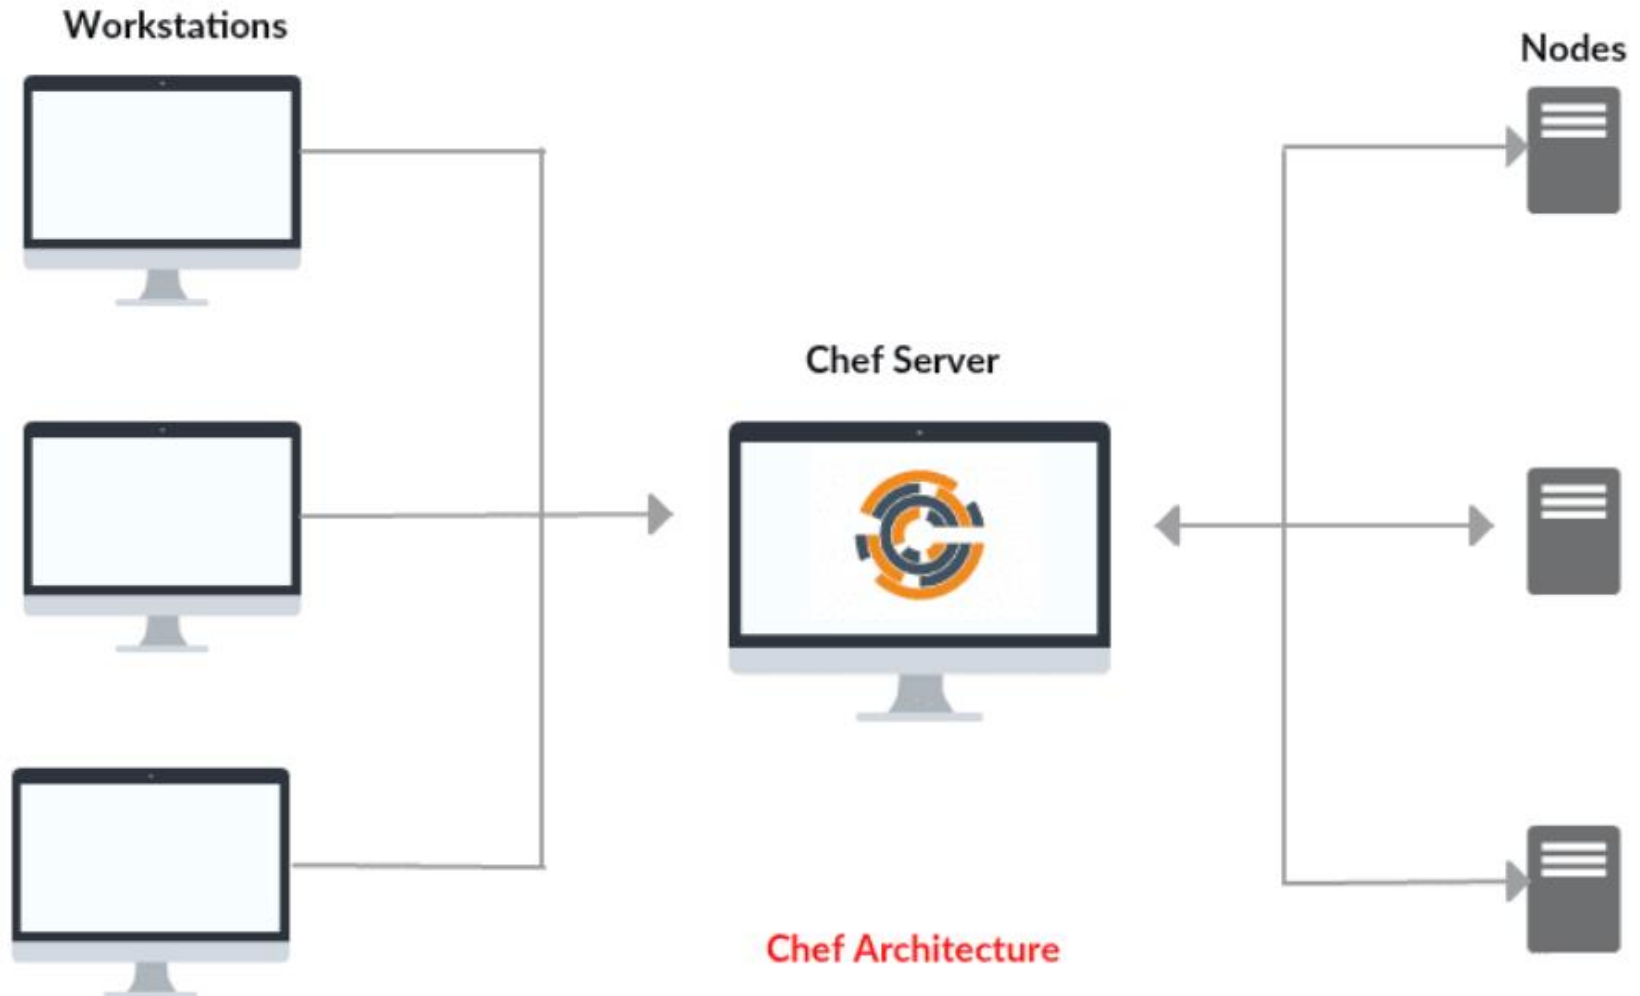 Workstations
Nodes
Chef Server
Chef Architecture